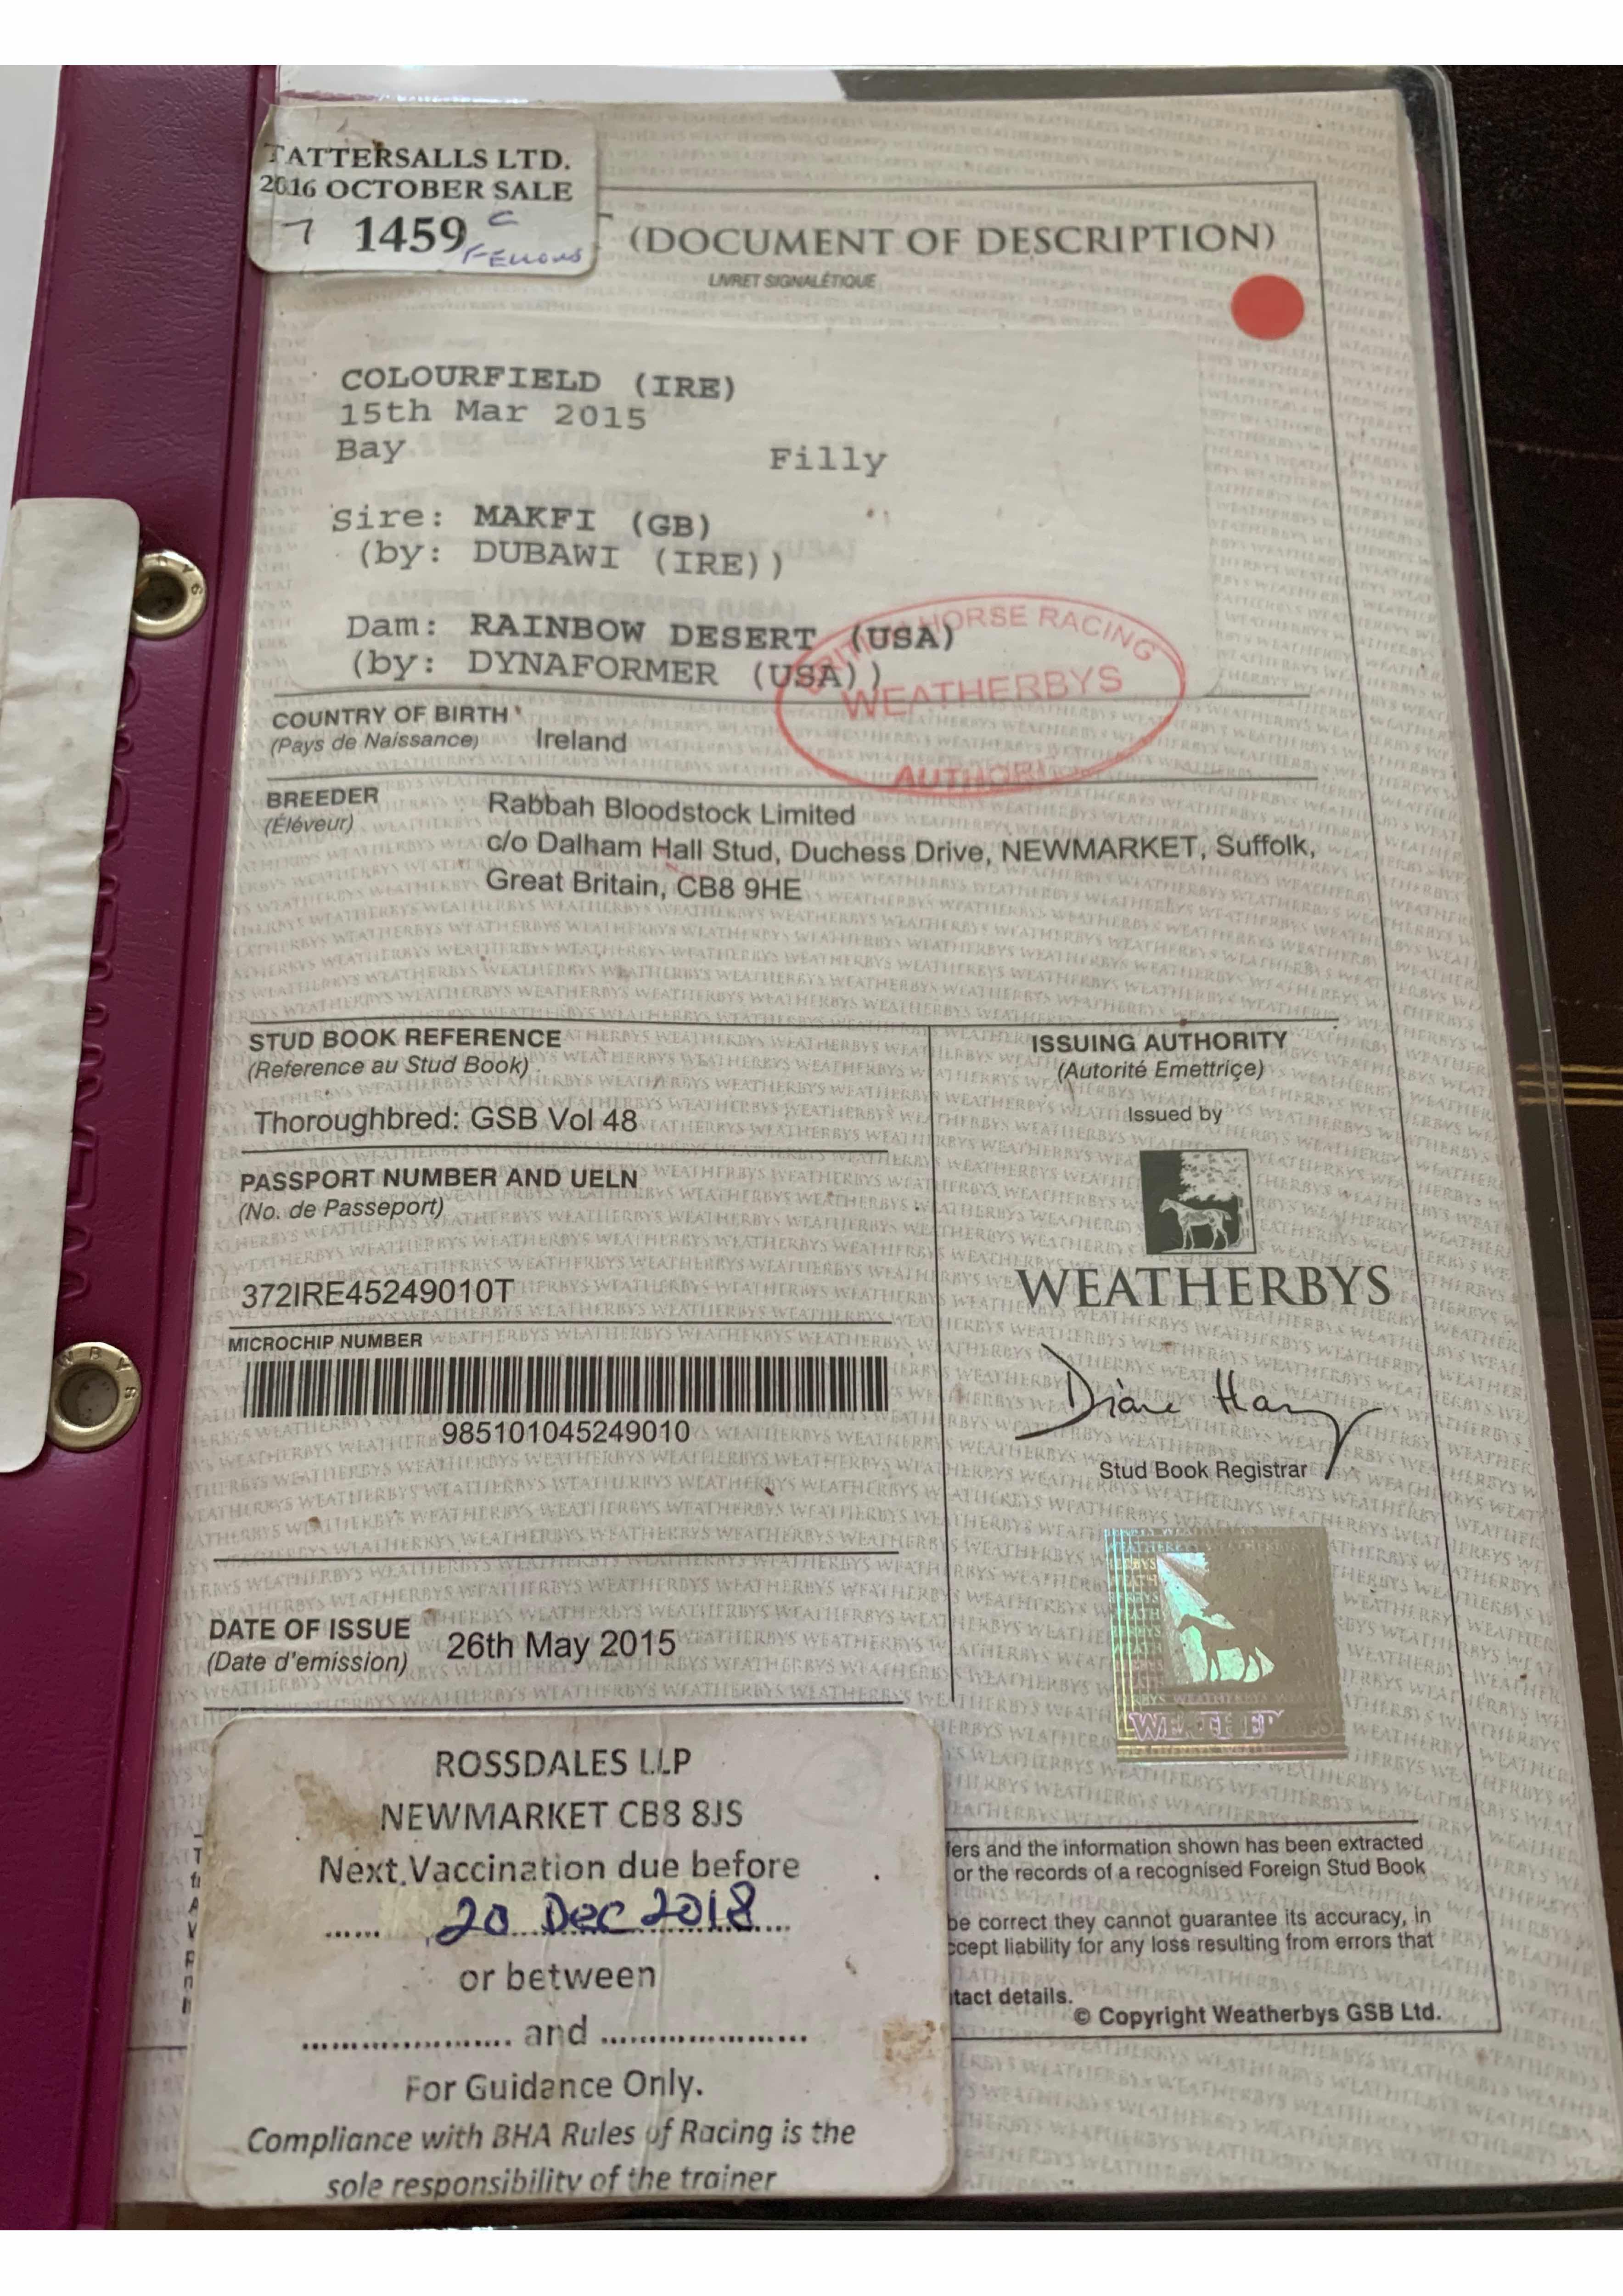 TATTERSALLS LTD.
2016 OCTOBER SALE
7 1459 C
(DOCUMENT OF DESCRIPTION)
LIVRET SIGNALÉTIQUE
COLOURFIELD (IRE)
15th Mar 2015
Bay Filly
Sire: MAKFI (GB)
(by: DUBAWI (IRE))
Dam: RAINBOW DESERT (USA)
(by: DYNAFORMER (USA))
HORSE RACING
WEATHERBYS
COUNTRY OF BIRTH
(Pays de Naissance) Ireland
BREEDER
(Éléveur)
Rabbah Bloodstock Limited
c/o Dalham Hall Stud, Duchess Drive, NEWMARKET, Suffolk,
Great Britain, CB8 9HE
STUD BOOK REFERENCE
(Reference au Stud Book)
Thoroughbred: GSB Vol 48
PASSPORT NUMBER AND UELN
(No. de Passeport)
372IRE45249010T
MICROCHIP NUMBER
985101045249010
DATE OF ISSUE
(Date d'emission) 26th May 2015
ISSUING AUTHORITY
(Autorité Emettriçe)
Issued by
WEATHERBYS
Stud Book Registrar
ROSSDALES LLP
NEWMARKET CB8 8JS
Next Vaccination due before
20 Dec 2018
or between
.................... and ....................
For Guidance Only.
Compliance with BHA Rules of Racing is the
sole responsibility of the trainer
and the information shown has been extracted
or the records of a recognised Foreign Stud Book
be correct they cannot guarantee its accuracy, in
liability for any loss resulting from errors that
details.
© Copyright Weatherbys GSB Ltd.